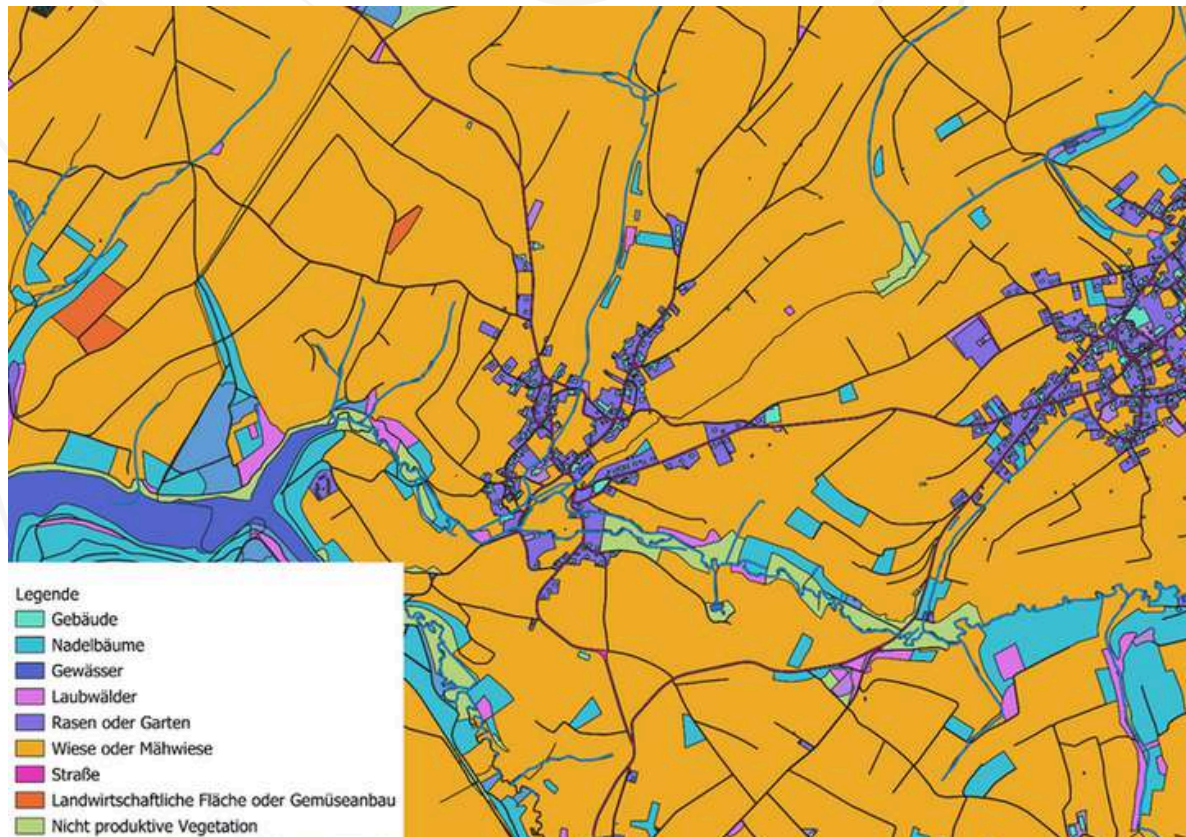 Legende
Gebäude
Nadelbäume
Gewässer
Laubwälder
Rasen oder Garten
Wiese oder Mähwiese
Straße
Landwirtschaftliche Fläche oder Gemüseanbau
Nicht produktive Vegetation